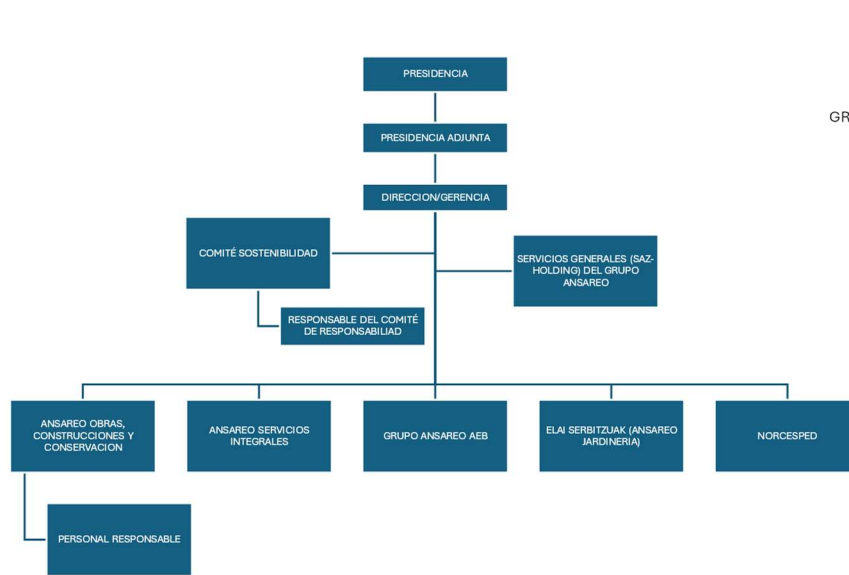 PRESIDENCIA
GR
PRESIDENCIA ADJUNTA
DIRECCION/GERENCIA
COMITÉ SOSTENIBILIDAD
SERVICIOS GENERALES (SAZ-
HOLDING) DEL GRUPO
ANSAREO
RESPONSABLE DEL COMITÉ
DE RESPONSABILIAD
ANSAREO OBRAS,
CONSTRUCCIONES Y
CONSERVACION
ANSAREO SERVICIOS
INTEGRALES
GRUPO ANSAREO AEB
ELAI SERBITZUAK (ANSAREO
JARDINERIA)
NORCESPED
PERSONAL RESPONSABLE